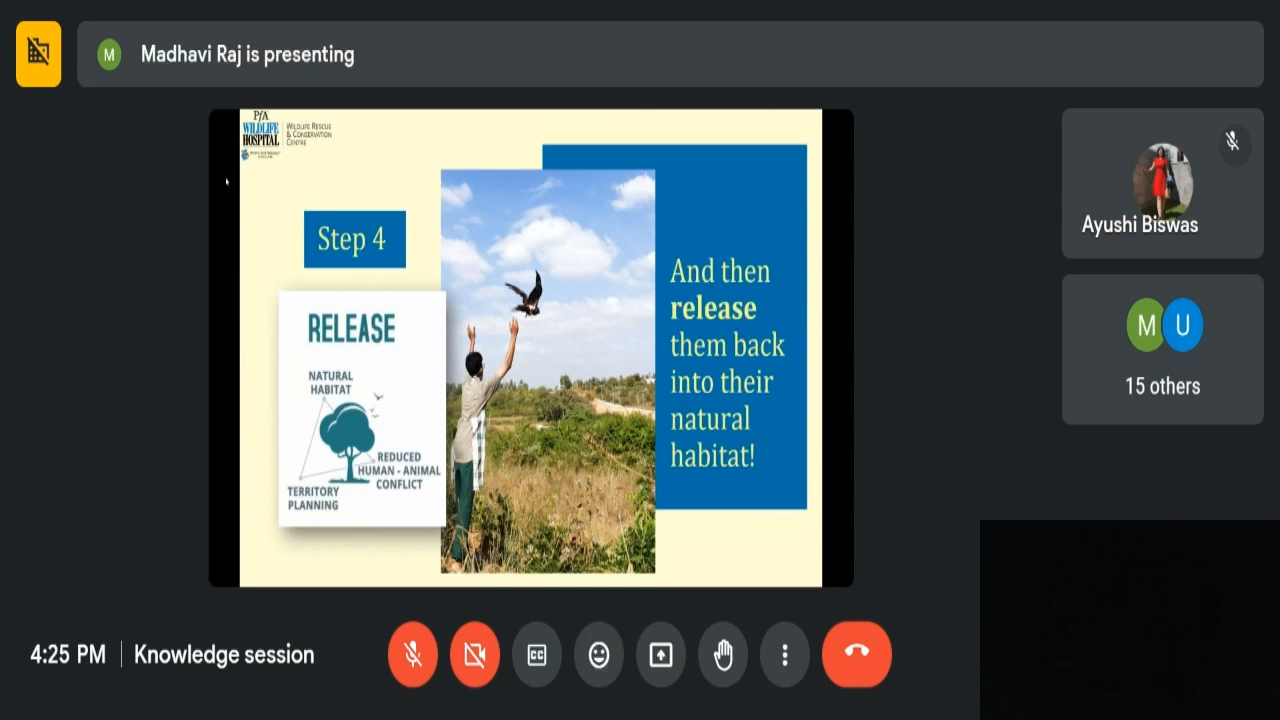 M
Madhavi Raj is presenting
PfA
WILDLIFE
HOSPITAL
WILDLIFE RESCUE
& CONSERVATION
CENTRE
Step 4
RELEASE
NATURAL
HABITAT
REDUCED
HUMAN - ANIMAL
CONFLICT
TERRITORY
PLANNING
And then
release
them back
into their
natural
habitat!
Ayushi Biswas
M U
15 others
4:25 PM Knowledge session
CC